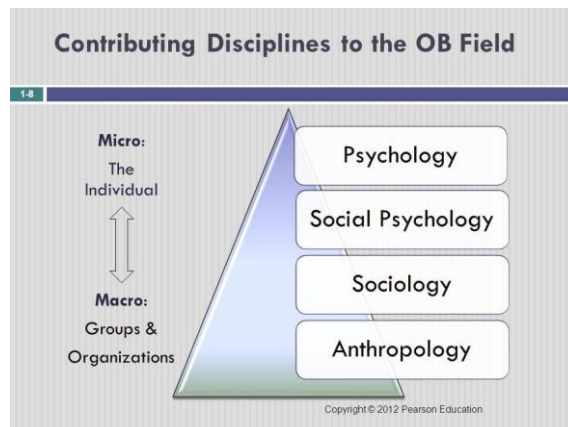 Contributing Disciplines to the OB Field
1-8
Micro:
The
Individual
Macro:
Groups &
Organizations
Psychology
Social Psychology
Sociology
Anthropology
Copyright © 2012 Pearson Education